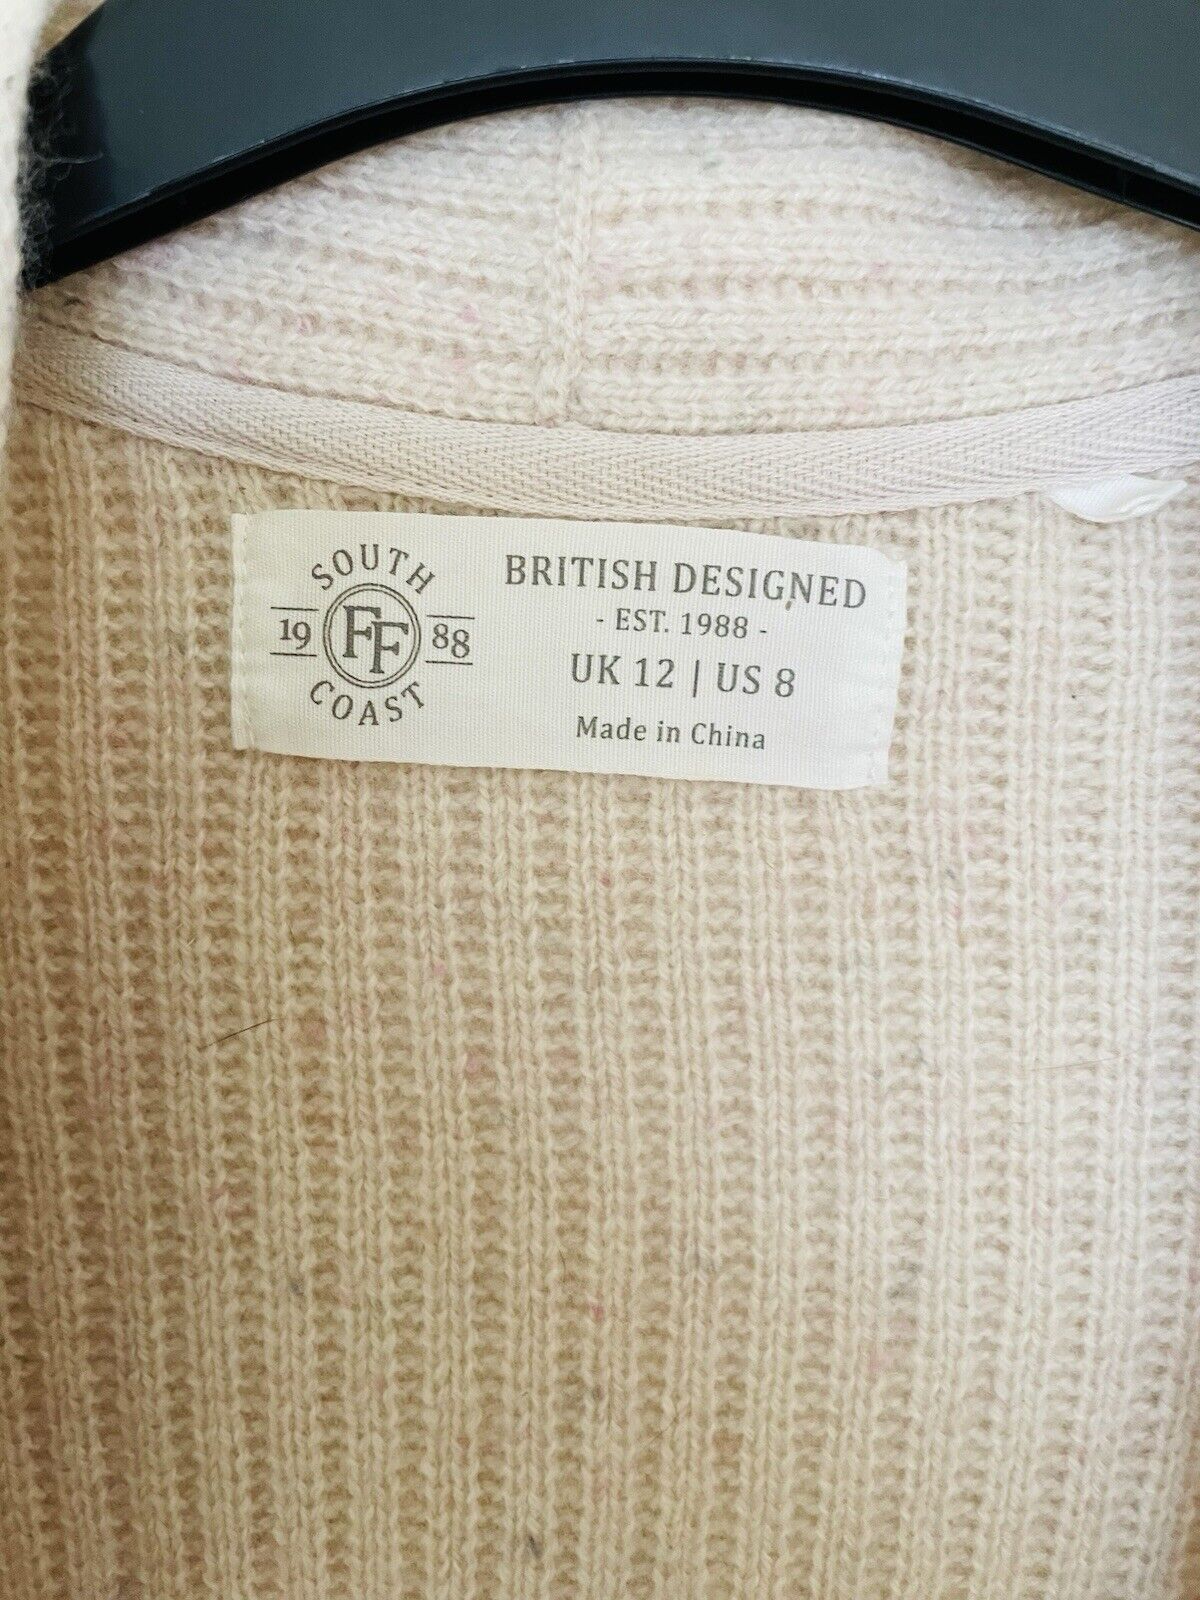 SOUTH
19 FF 88
COAST
BRITISH DESIGNED
- EST. 1988 -
UK 12 | US 8
Made in China